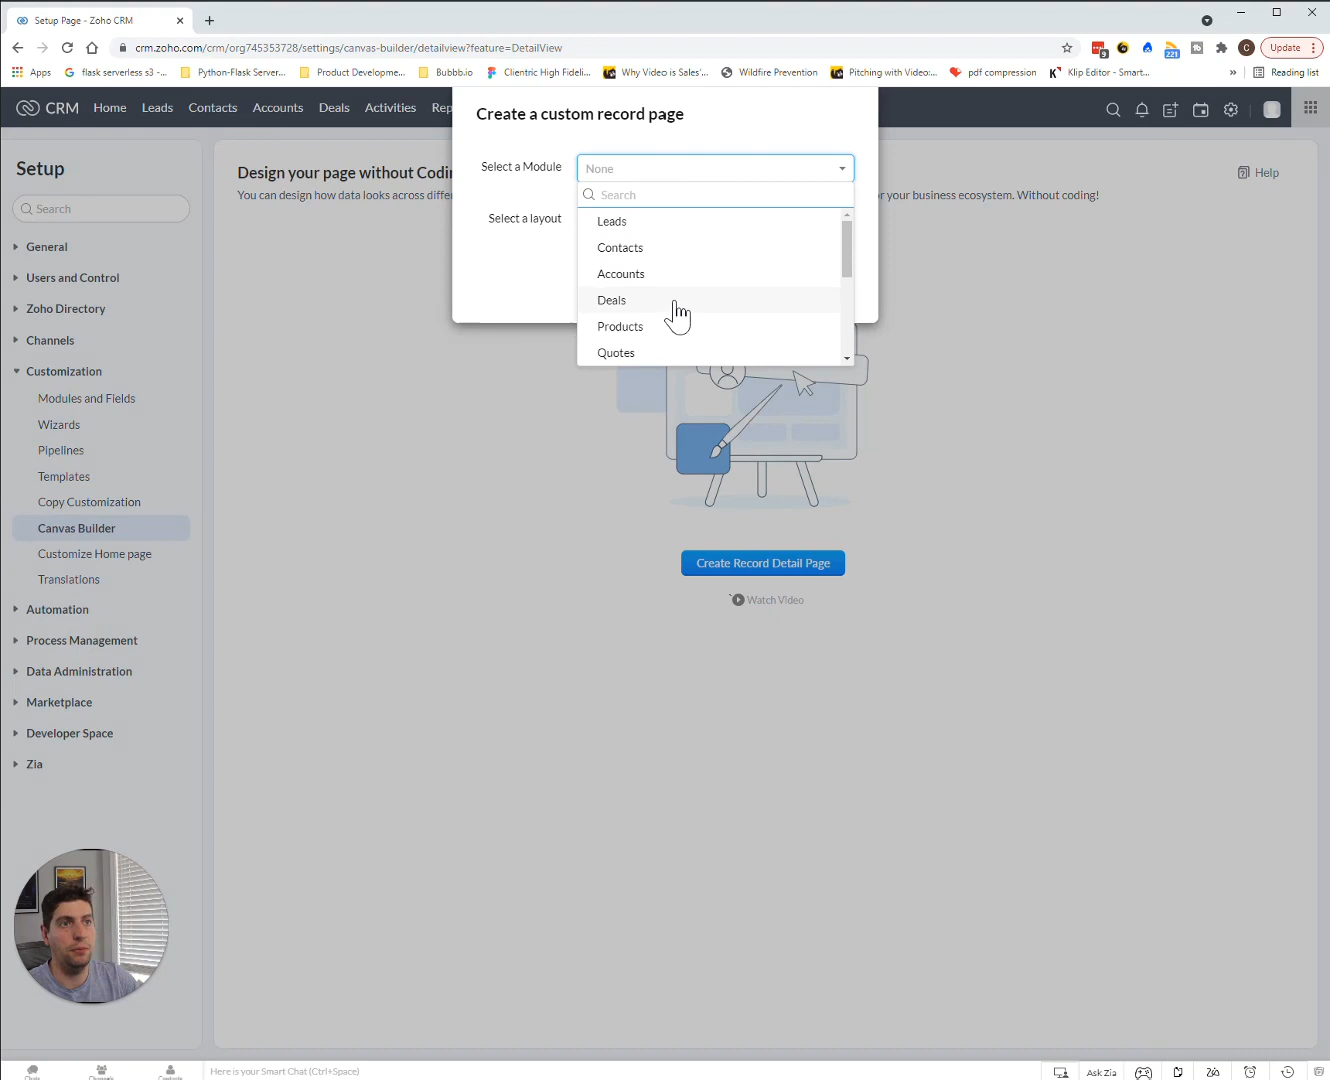 Setup Page - Zoho CRM
crm.zoho.com/crm/org745353728/settings/canvas-builder/detailview?feature=DetailView
9
221
C
Update
Apps
flask serverless s3 -...
Python-Flask Server...
Product Developme...
Bubbb.io
Clientric High Fideli...
Why Video is Sales'...
Wildfire Prevention
Pitching with Video:...
pdf compression
Klip Editor - Smart...
»
Reading list
CRM
Home
Leads
Contacts
Accounts
Deals
Activities
Rep
Create a custom record page
Select a Module
None
Search
Select a layout
Leads
Contacts
Accounts
Deals
Products
Quotes
Setup
Search
General
Users and Control
Zoho Directory
Channels
Customization
Modules and Fields
Wizards
Pipelines
Templates
Copy Customization
Canvas Builder
Customize Home page
Translations
Automation
Process Management
Data Administration
Marketplace
Developer Space
Zia
Design your page without Codin
Help
You can design how data looks across diffe
r your business ecosystem. Without coding!
Create Record Detail Page
Watch Video
Here is your Smart Chat (Ctrl+Space)
Ask Zia